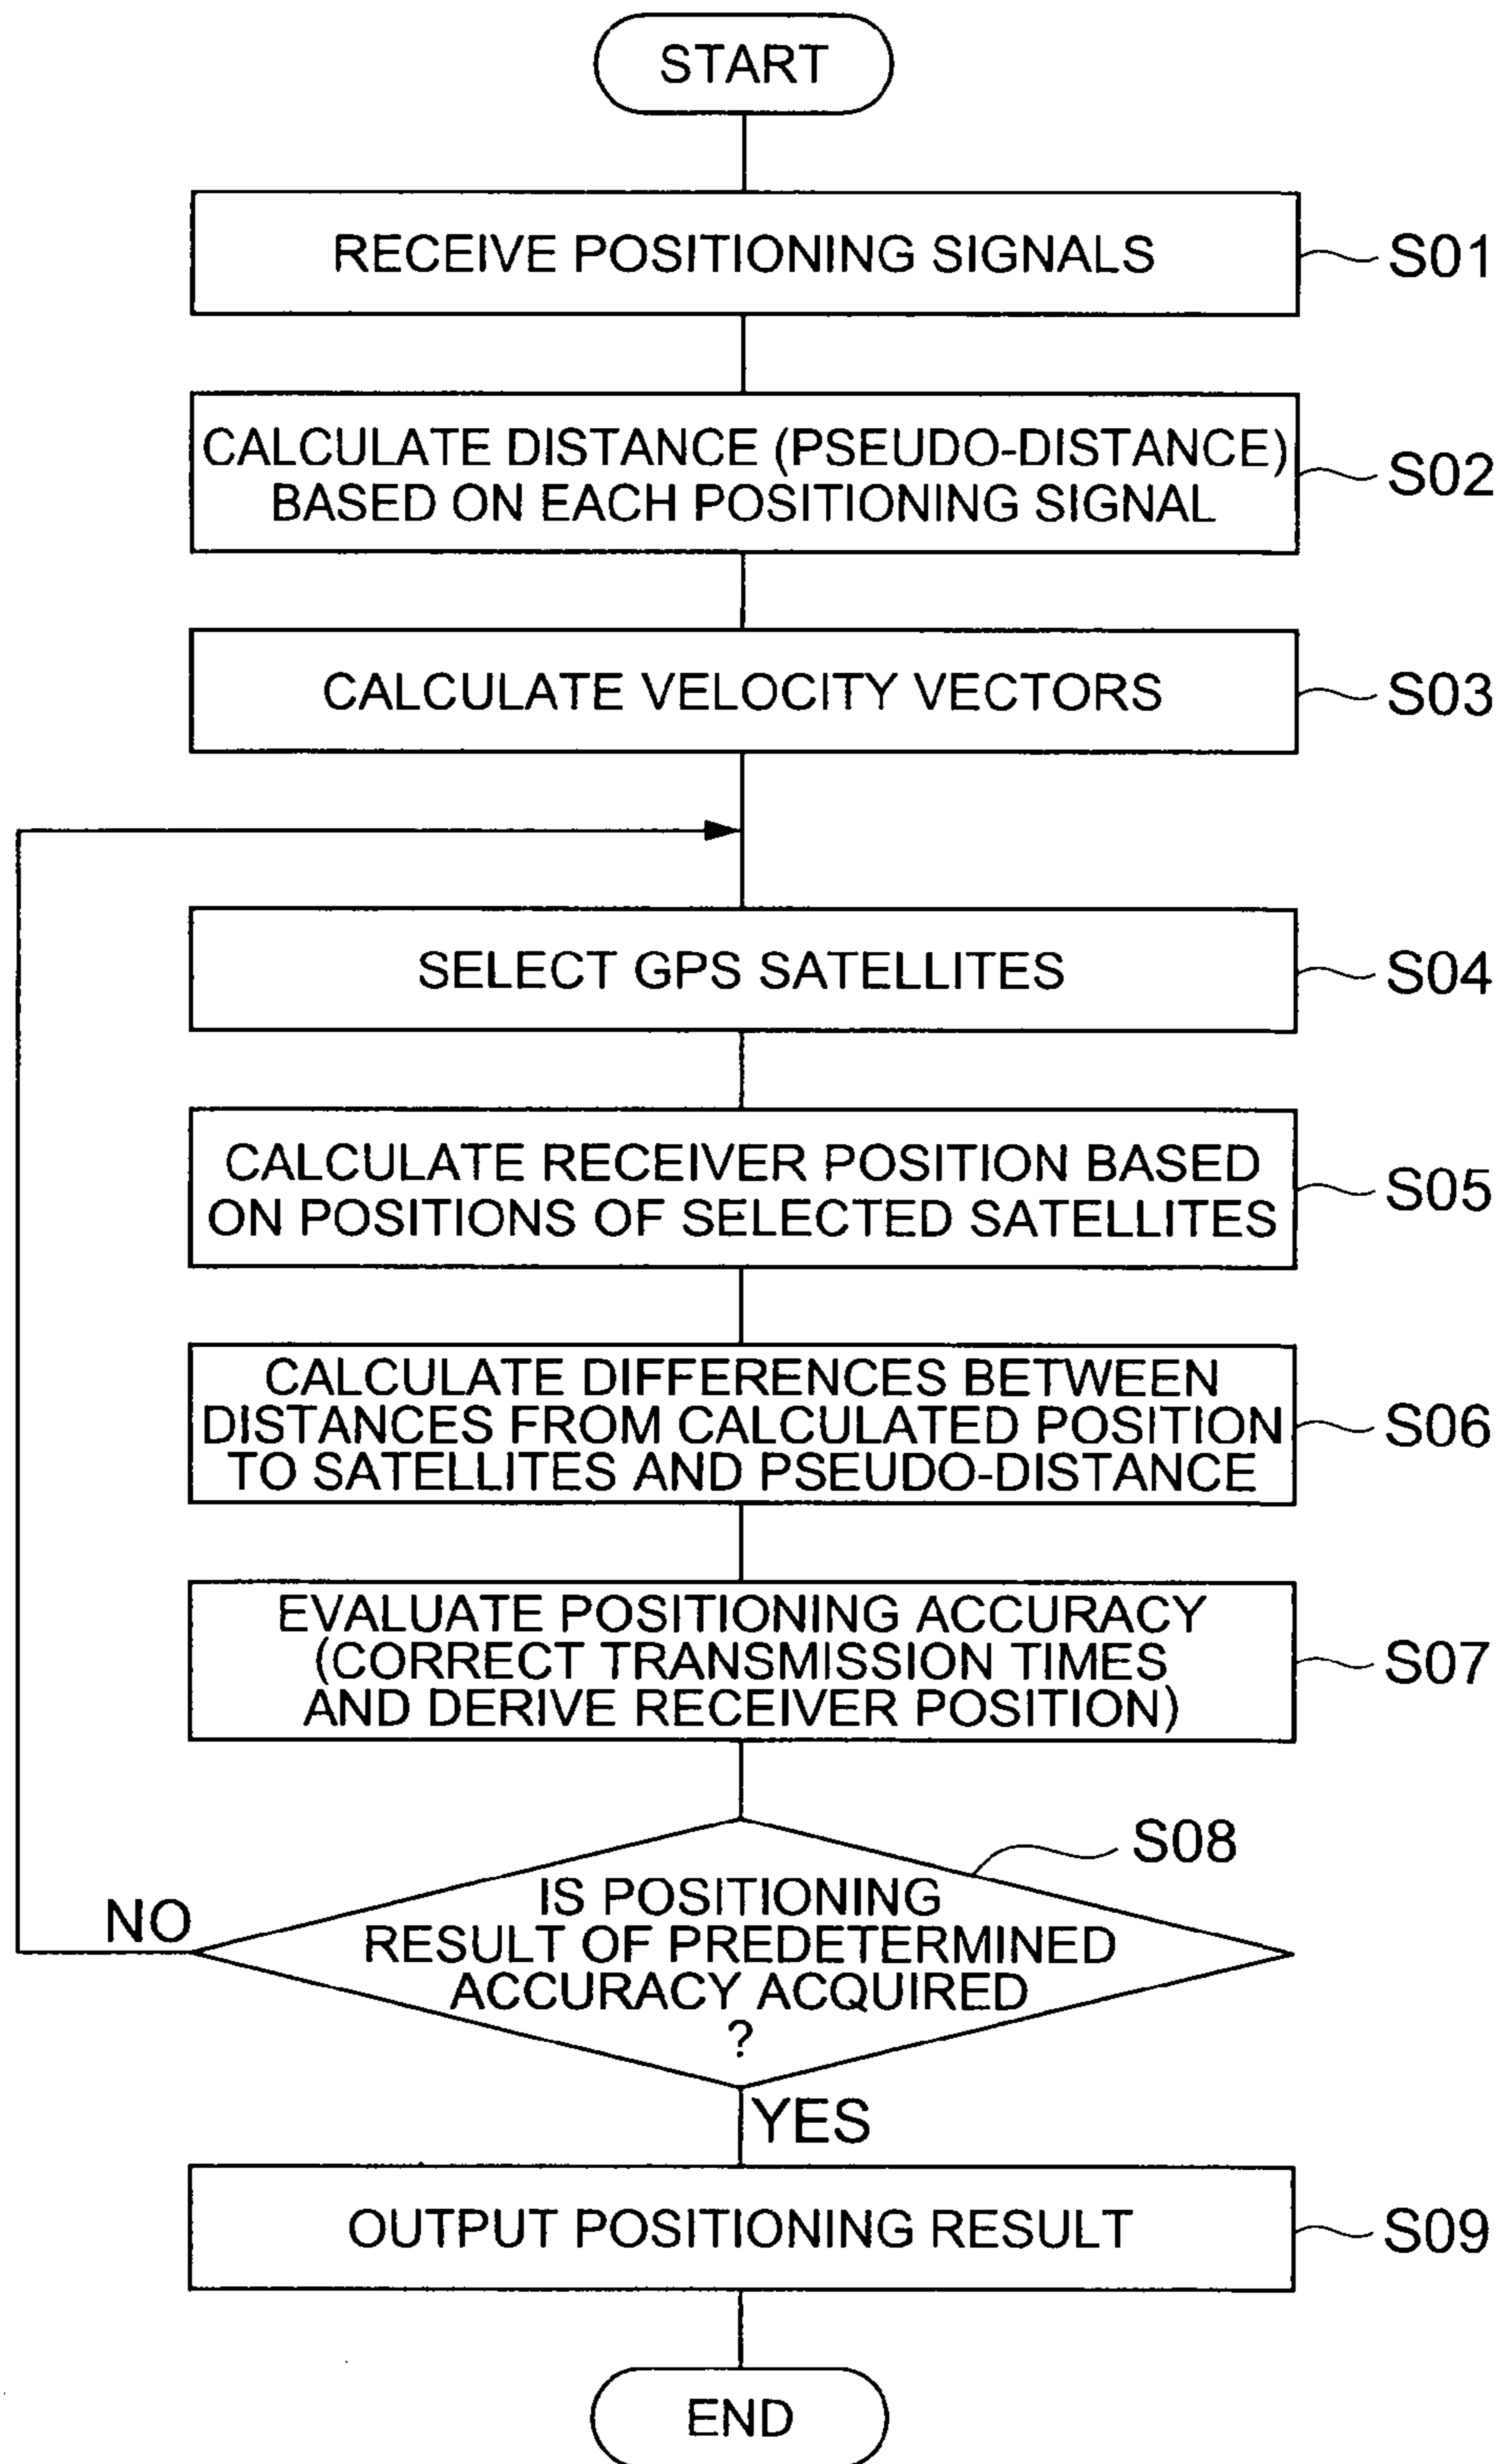 START
RECEIVE POSITIONING SIGNALS
S01
CALCULATE DISTANCE (PSEUDO-DISTANCE)
BASED ON EACH POSITIONING SIGNAL
S02
CALCULATE VELOCITY VECTORS
S03
SELECT GPS SATELLITES
S04
CALCULATE RECEIVER POSITION BASED
ON POSITIONS OF SELECTED SATELLITES
S05
CALCULATE DIFFERENCES BETWEEN
DISTANCES FROM CALCULATED POSITION
TO SATELLITES AND PSEUDO-DISTANCE
S06
EVALUATE POSITIONING ACCURACY
(CORRECT TRANSMISSION TIMES
AND DERIVE RECEIVER POSITION)
S07
S08
IS POSITIONING
RESULT OF PREDETERMINED
ACCURACY ACQUIRED
?
NO
YES
OUTPUT POSITIONING RESULT
S09
END